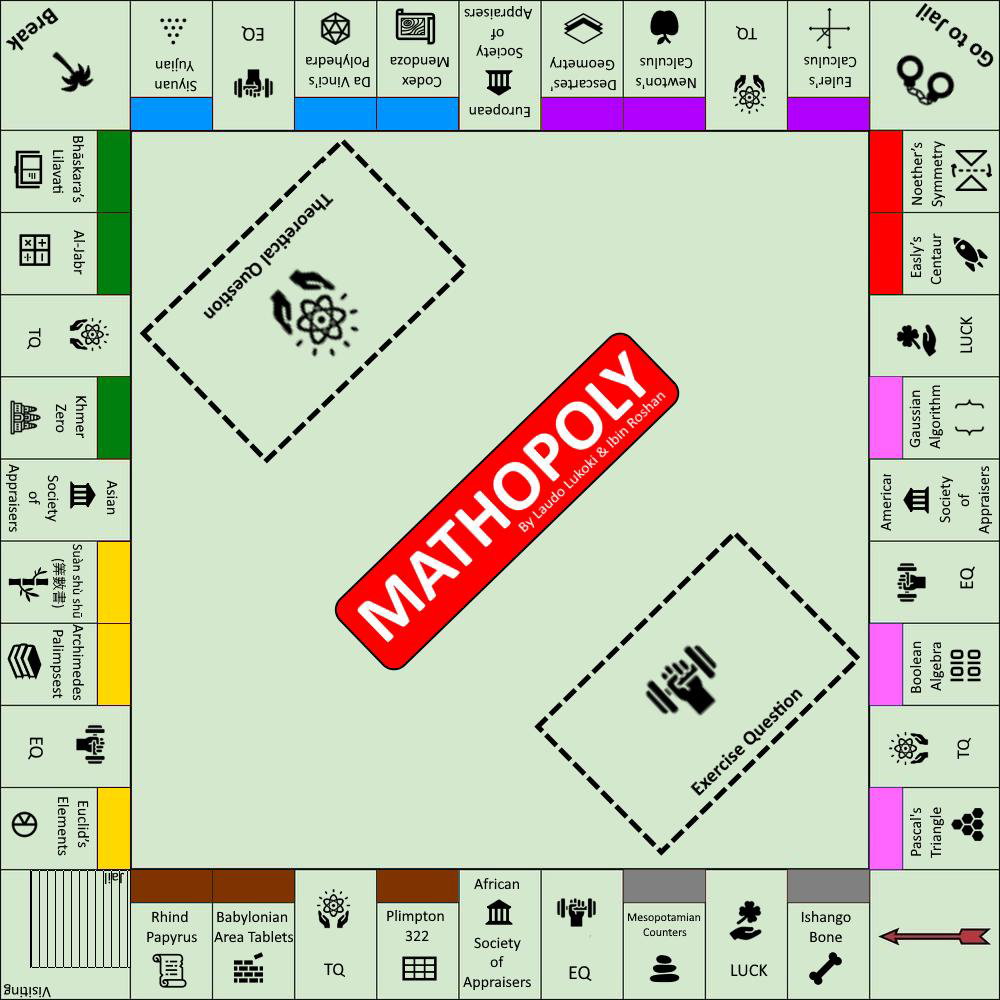 Break
Siyuan
Yujian
EQ
Da Vinci's
Polyhedra
Codex
Mendoza
European
Society
of
Appraisers
Descartes'
Geometry
Newton's
Calculus
TQ
Euler's
Calculus
Go to Jail
Noether's
Symmetry
Easly's
Centaur
LUCK
Gaussian
Algorithm
{ }
American
Society
of
Appraisers
EQ
Boolean
Algebra
1010
1010
TQ
Pascal's
Triangle
Bhāskara's
Lilavati
Al-Jabr
TQ
Khmer
Zero
Asian
Society
of
Appraisers
Suàn shù shū
(筭數書)
Archimedes
Palimpsest
EQ
Euclid's
Elements
Theoretical Question
MATHOPOLY
By Laudo Lukoki & Ibin Roshan
Exercise Question
Jail
Visiting
Rhind
Papyrus
Babylonian
Area Tablets
TQ
Plimpton
322
African
Society
of
Appraisers
EQ
Mesopotamian
Counters
LUCK
Ishango
Bone